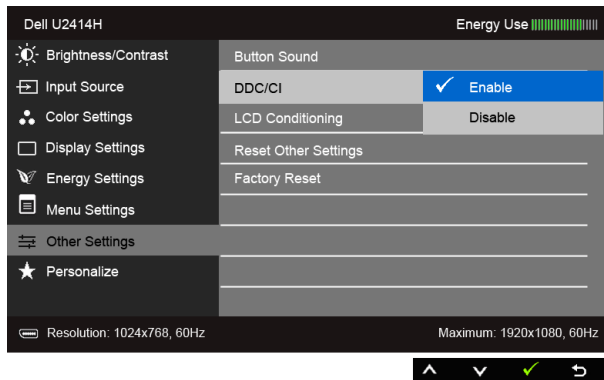 Dell U2414H Energy Use
Brightness/Contrast
Input Source
Color Settings
Display Settings
Energy Settings
Menu Settings
Other Settings
Personalize
Button Sound
DDC/CI Enable
LCD Conditioning Disable
Reset Other Settings
Factory Reset
Resolution: 1024x768, 60Hz Maximum: 1920x1080, 60Hz